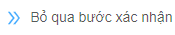 Bỏ qua bước xác nhận